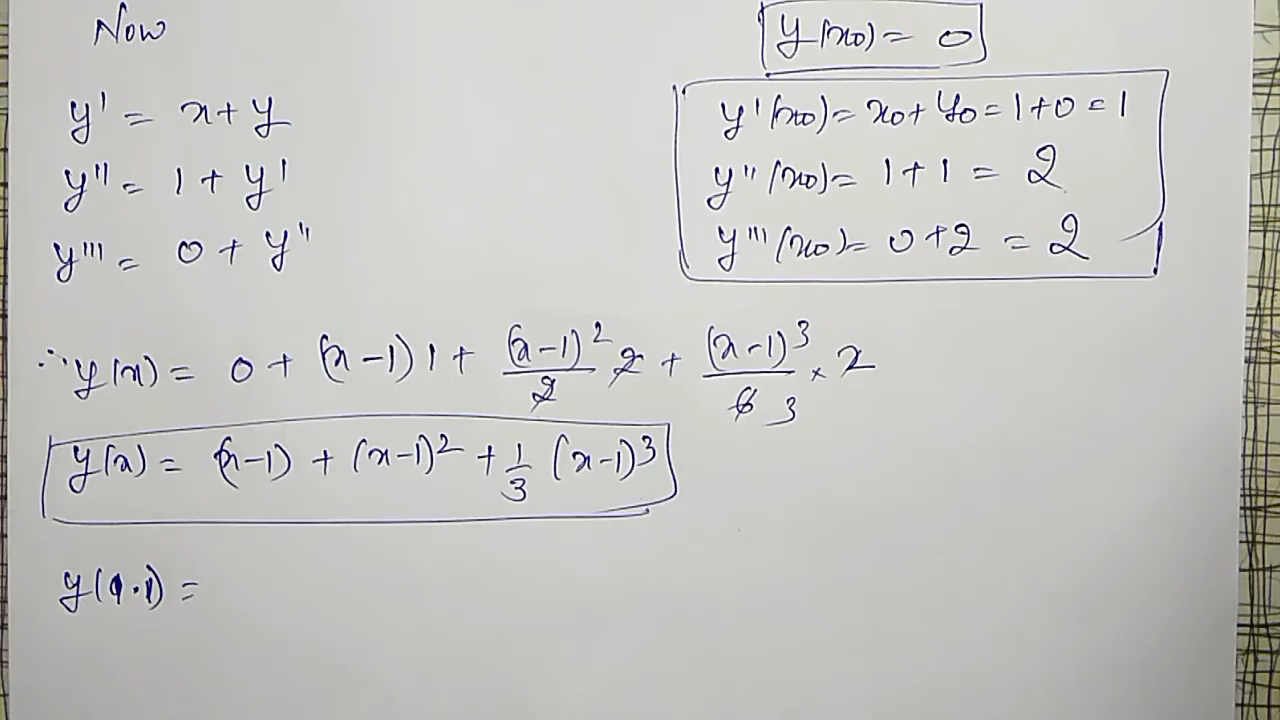 Now
y(x0) = 0
y' = x + y
y'(x0) = x0 + y0 = 1 + 0 = 1
y'' = 1 + y'
y''(x0) = 1 + 1 = 2
y''' = 0 + y''
y'''(x0) = 0 + 2 = 2
∴ y(x) = 0 + (x-1) 1 + (x-1)^2/2 2 + (x-1)^3/6 3 × 2
y(x) = (x-1) + (x-1)^2 + 1/3 (x-1)^3
y(1.1) =